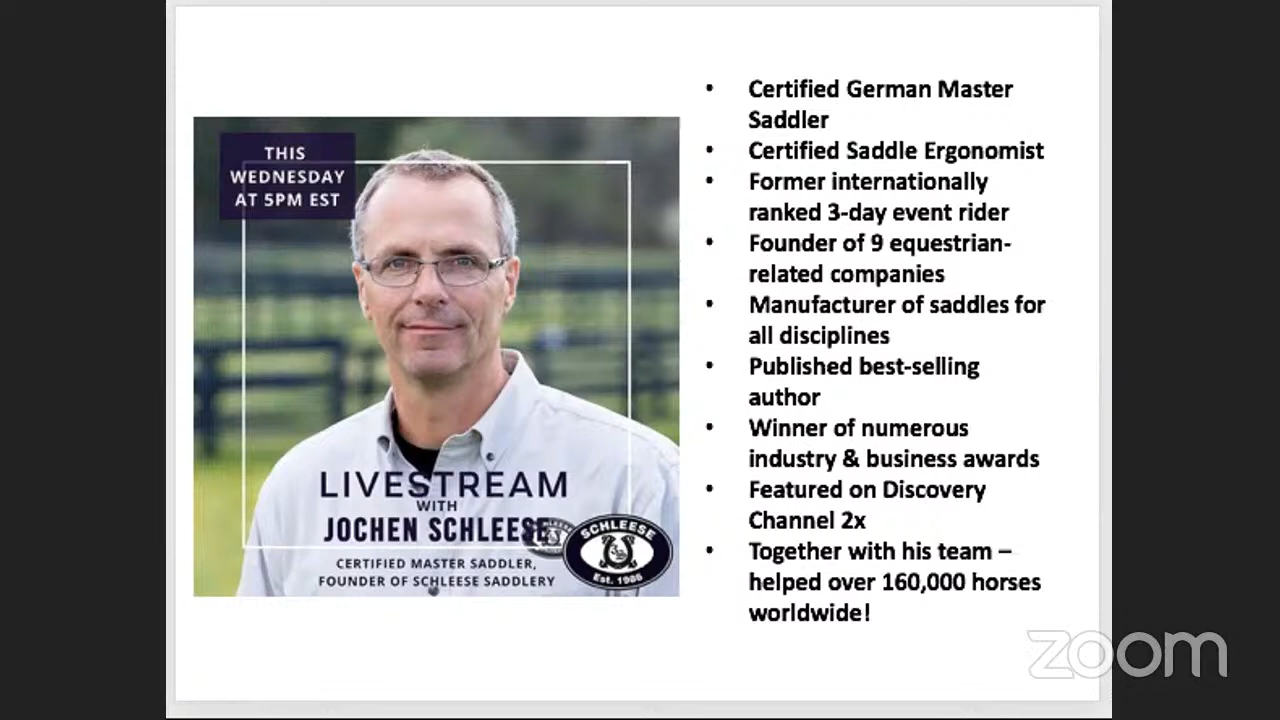 THIS
WEDNESDAY
AT 5PM EST
LIVESTREAM
WITH
JOCHEN SCHLEESE
CERTIFIED MASTER SADDLER,
FOUNDER OF SCHLEESE SADDLERY
SCHLEESE
SCHLEESE
Est. 1986
• Certified German Master
Saddler
• Certified Saddle Ergonomist
• Former internationally
ranked 3-day event rider
• Founder of 9 equestrian-
related companies
• Manufacturer of saddles for
all disciplines
• Published best-selling
author
• Winner of numerous
industry & business awards
• Featured on Discovery
Channel 2x
• Together with his team –
helped over 160,000 horses
worldwide!
zoom